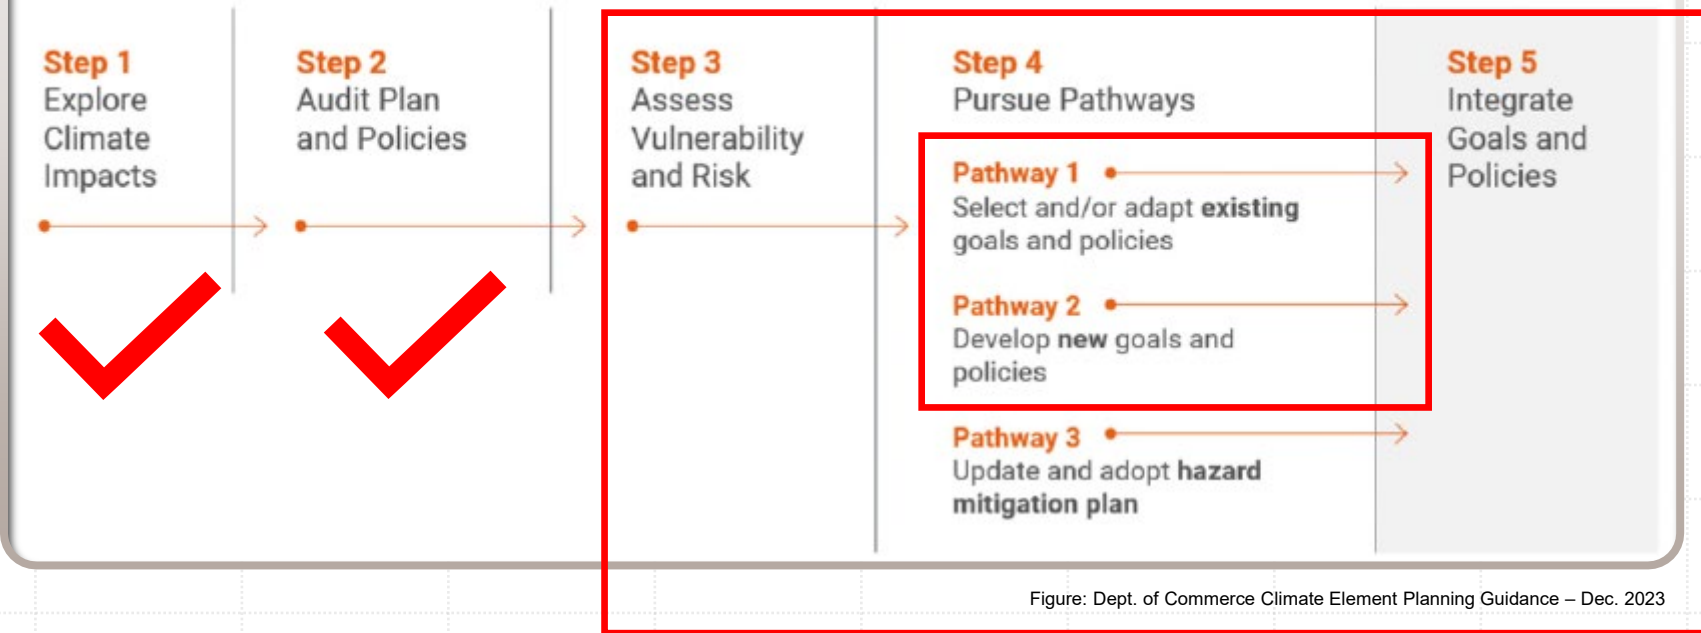 Step 1
Explore
Climate
Impacts
Step 2
Audit Plan
and Policies
Step 3
Assess
Vulnerability
and Risk
Step 4
Pursue Pathways
Pathway 1
Select and/or adapt existing
goals and policies
Pathway 2
Develop new goals and
policies
Pathway 3
Update and adopt hazard
mitigation plan
Step 5
Integrate
Goals and
Policies
Figure: Dept. of Commerce Climate Element Planning Guidance – Dec. 2023